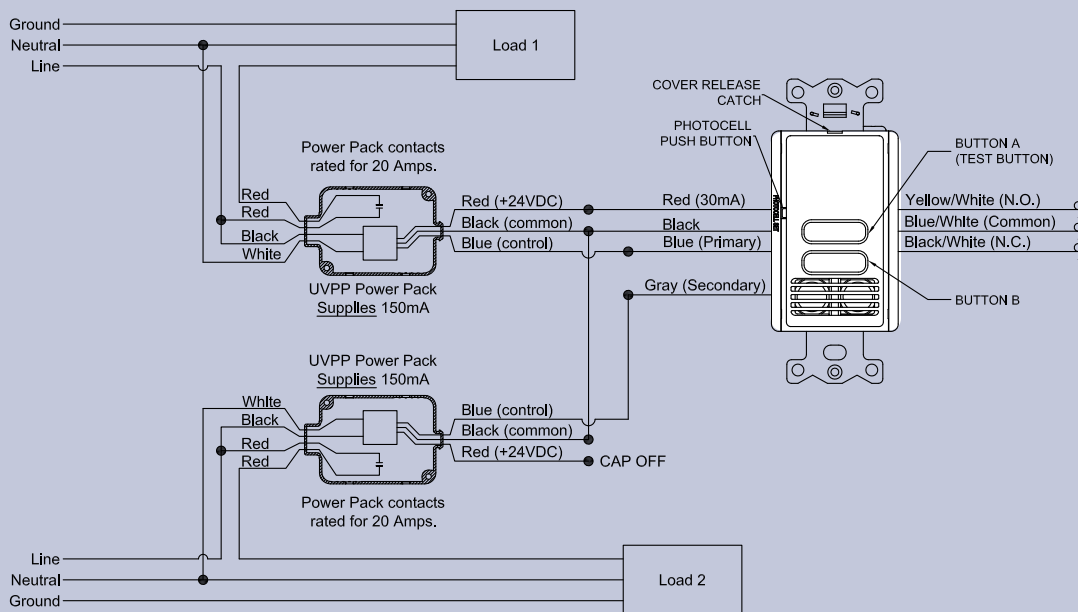 Ground
Neutral
Line
Load 1
Power Pack contacts
rated for 20 Amps.
Red
Red
Black
White
UVPP Power Pack
Supplies 150mA
Red (+24VDC)
Black (common)
Blue (control)
Red (30mA)
Black
Blue (Primary)
Gray (Secondary)
COVER RELEASE
CATCH
PHOTOCELL
PUSH BUTTON
PHOTOCELL SET
BUTTON A
(TEST BUTTON)
Yellow/White (N.O.)
Blue/White (Common)
Black/White (N.C.)
BUTTON B
UVPP Power Pack
Supplies 150mA
White
Black
Red
Red
Blue (control)
Black (common)
Red (+24VDC)
CAP OFF
Power Pack contacts
rated for 20 Amps.
Line
Neutral
Ground
Load 2